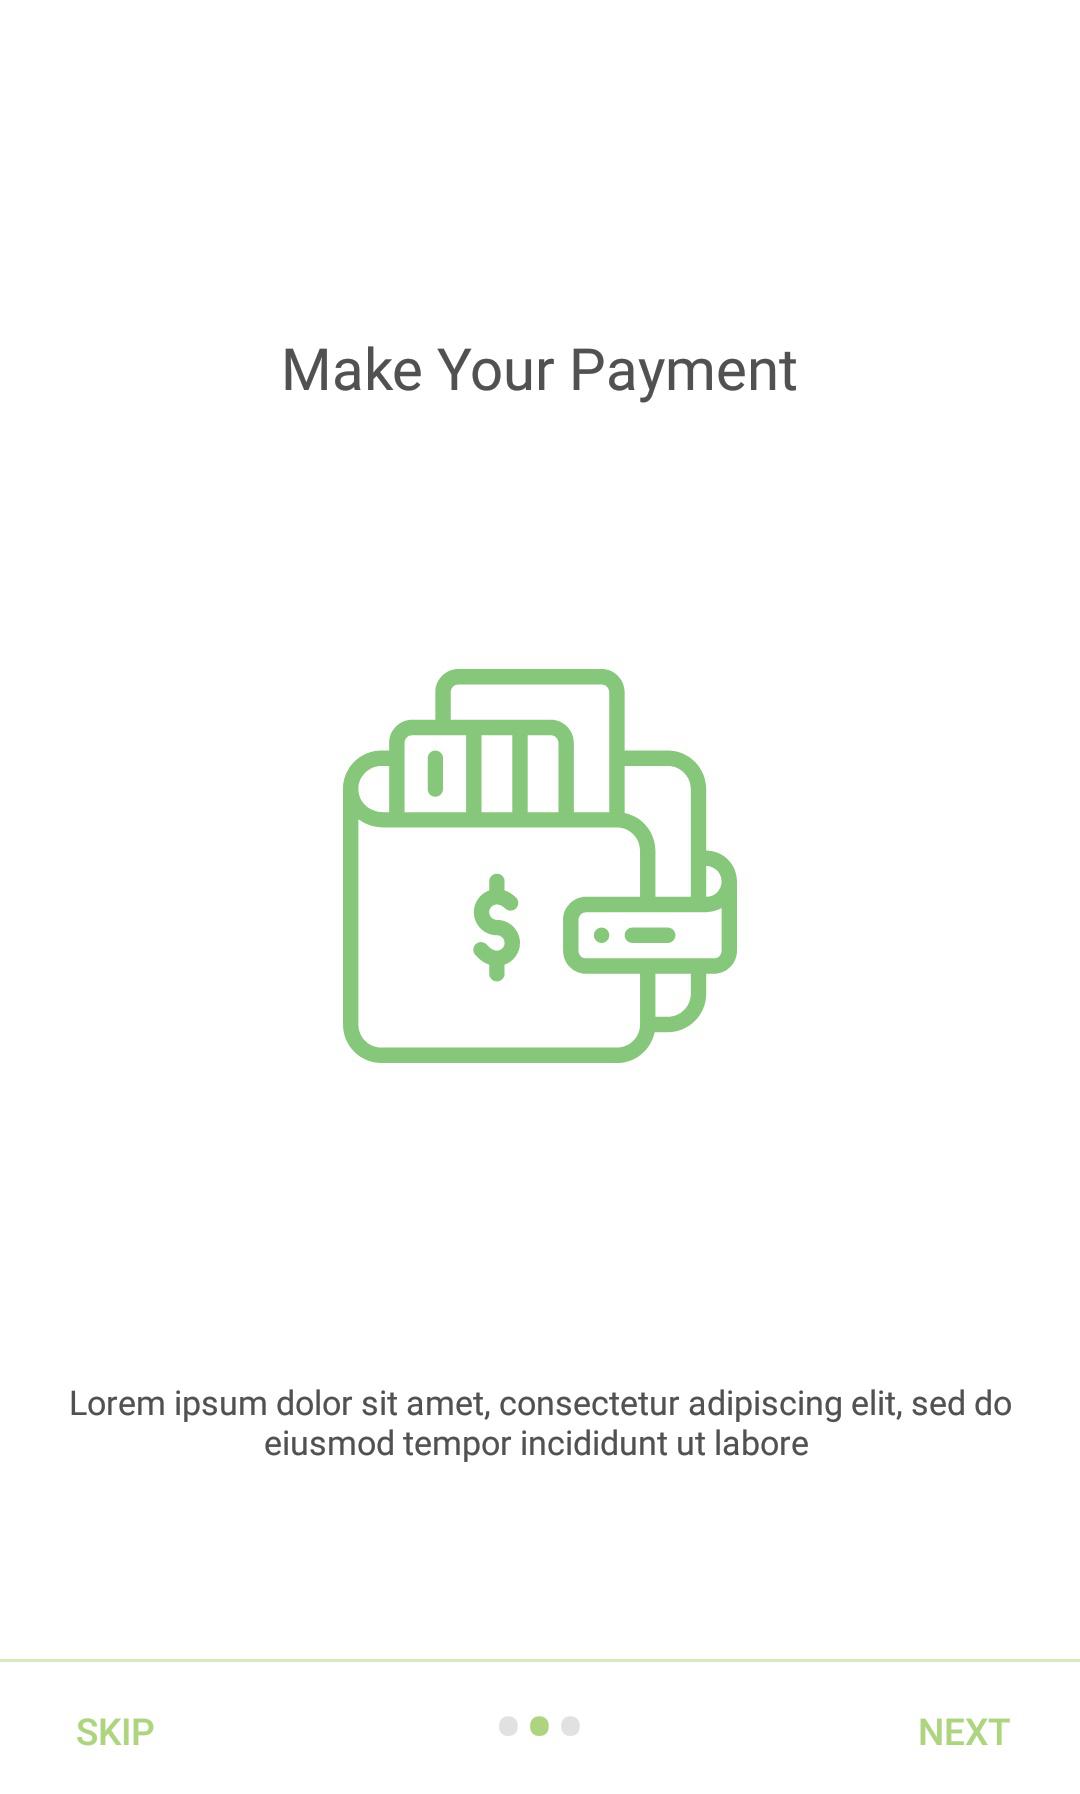 Make Your Payment
$
Lorem ipsum dolor sit amet, consectetur adipiscing elit, sed do
eiusmod tempor incididunt ut labore
SKIP
NEXT